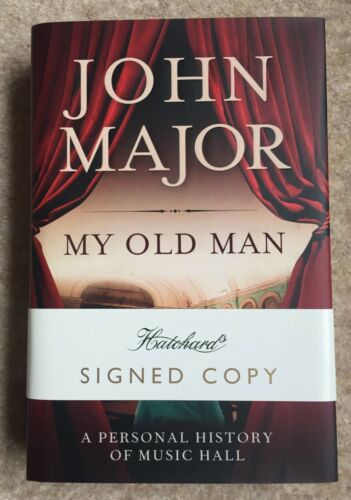 JOHN
MAJOR
MY OLD MAN
Hatchards
SIGNED COPY
A PERSONAL HISTORY
OF MUSIC HALL